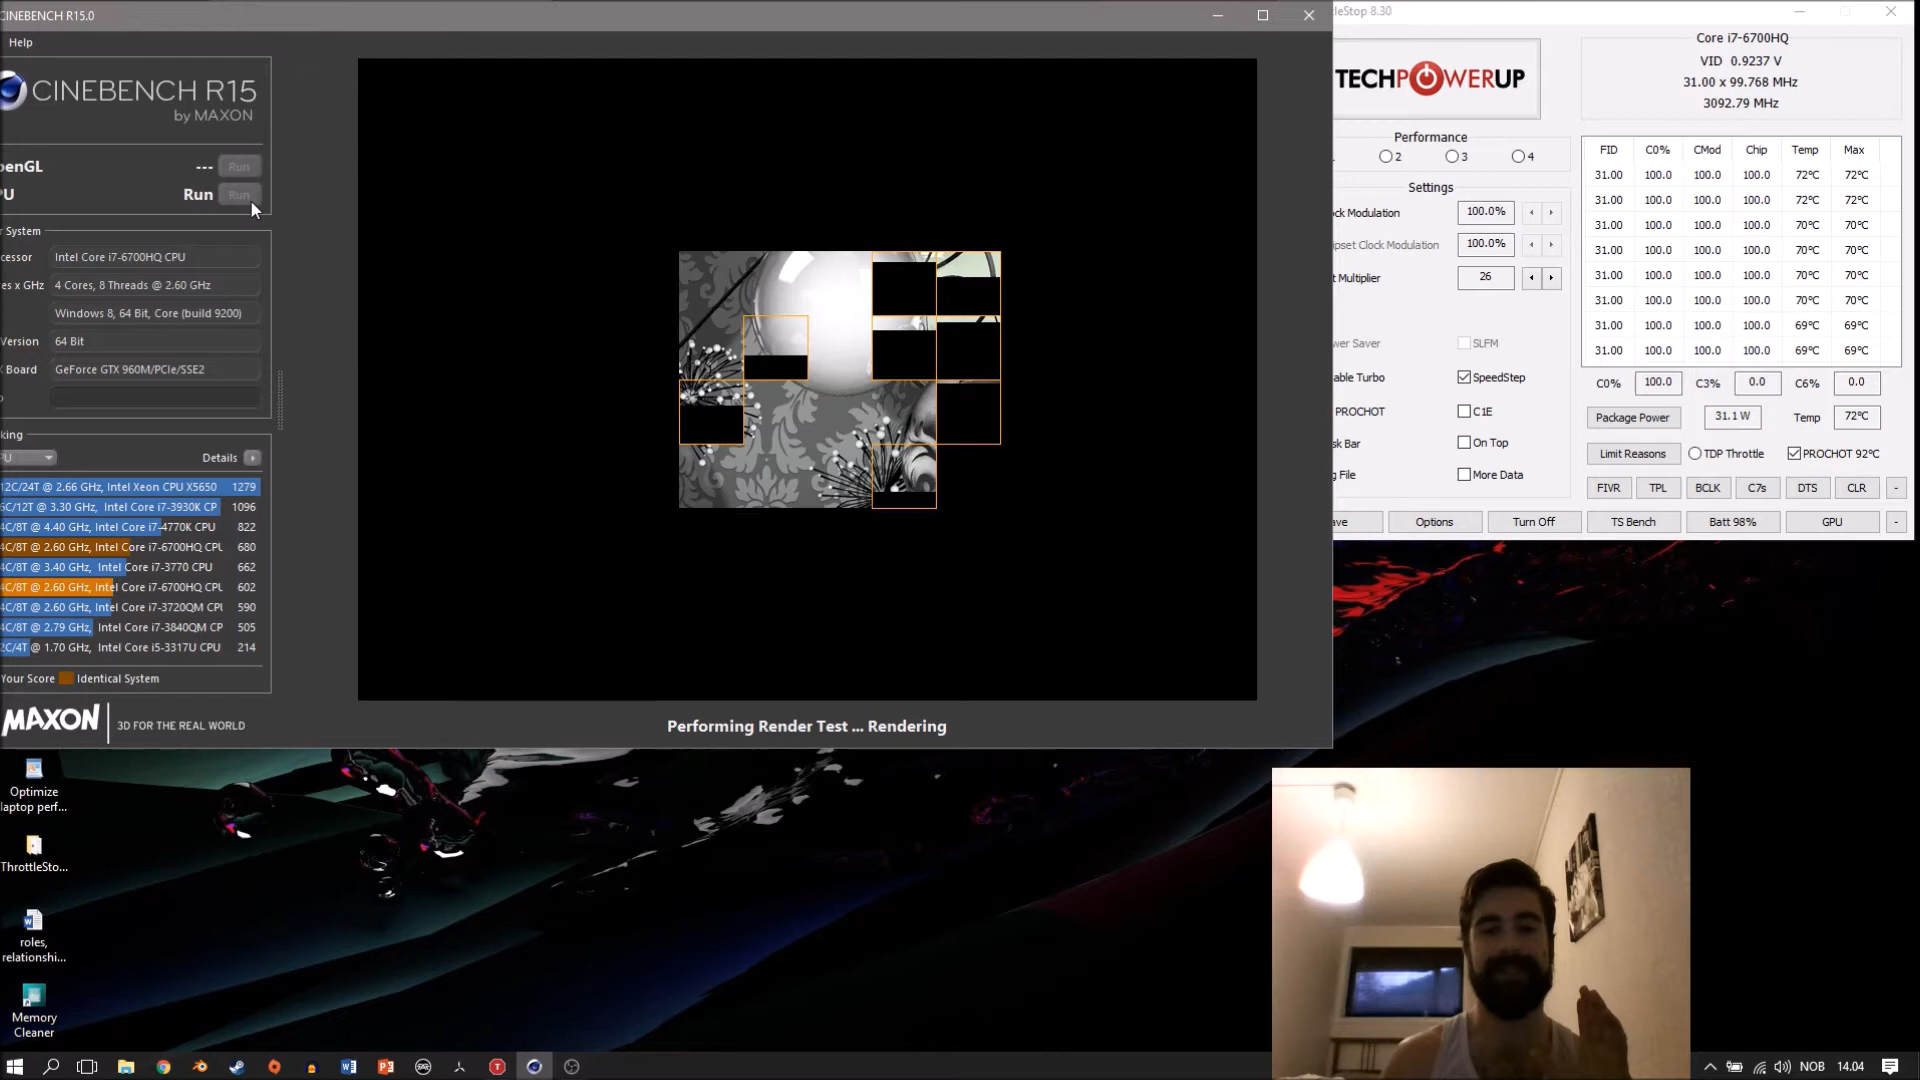 CINEBENCH R15.0
Help
CINEBENCH R15
by MAXON
penGL --- Run
PU Run Run
r System
cessor Intel Core i7-6700HQ CPU
es x GHz 4 Cores, 8 Threads @ 2.60 GHz
Windows 8, 64 Bit, Core (build 9200)
Version 64 Bit
Board GeForce GTX 960M/PCIe/SSE2
king
PU Details
12C/24T @ 2.66 GHz, Intel Xeon CPU X5650 1279
6C/12T @ 3.30 GHz, Intel Core i7-3930K CP 1096
4C/8T @ 4.40 GHz, Intel Core i7-4770K CPU 822
4C/8T @ 2.60 GHz, Intel Core i7-6700HQ CPU 680
4C/8T @ 3.40 GHz, Intel Core i7-3770 CPU 662
4C/8T @ 2.60 GHz, Intel Core i7-6700HQ CPU 602
4C/8T @ 2.60 GHz, Intel Core i7-3720QM CPU 590
4C/8T @ 2.79 GHz, Intel Core i7-3840QM CP 505
2C/4T @ 1.70 GHz, Intel Core i5-3317U CPU 214
Your Score Identical System
MAXON 3D FOR THE REAL WORLD
Performing Render Test ... Rendering
tleStop 8.30
TECHPOWERUP
Core i7-6700HQ
VID 0.9237 V
31.00 x 99.768 MHz
3092.79 MHz
Performance
2 3 4
Settings
ck Modulation 100.0%
ipset Clock Modulation 100.0%
t Multiplier 26
wer Saver SLFM
able Turbo SpeedStep
PROCHOT C1E
sk Bar On Top
g File More Data
ave Options Turn Off
FID C0% CMod Chip Temp Max
31.00 100.0 100.0 100.0 72°C 72°C
31.00 100.0 100.0 100.0 72°C 72°C
31.00 100.0 100.0 100.0 70°C 70°C
31.00 100.0 100.0 100.0 70°C 70°C
31.00 100.0 100.0 100.0 70°C 70°C
31.00 100.0 100.0 100.0 70°C 70°C
31.00 100.0 100.0 100.0 69°C 69°C
31.00 100.0 100.0 100.0 69°C 69°C
C0% 100.0 C3% 0.0 C6% 0.0
Package Power 31.1 W Temp 72°C
Limit Reasons TDP Throttle PROCHOT 92°C
FIVR TPL BCLK C7s DTS CLR -
TS Bench Batt 98% GPU -
Optimize
laptop perf...
ThrottleSto...
roles,
relationshi...
Memory
Cleaner
NOB 14.04